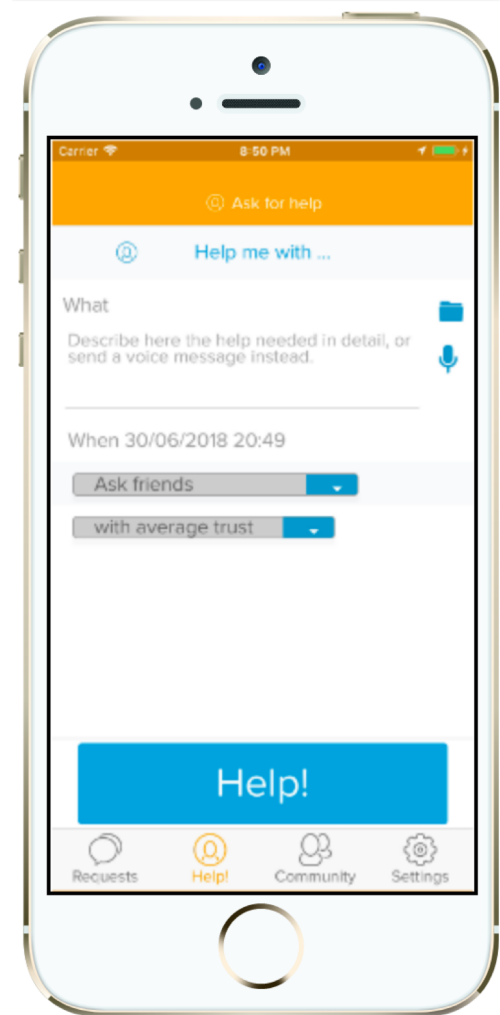 Carrier 8:50 PM
Ask for help
Help me with ...
What
Describe here the help needed in detail, or
send a voice message instead.
When 30/06/2018 20:49
Ask friends
with average trust
Help!
Requests Help! Community Settings